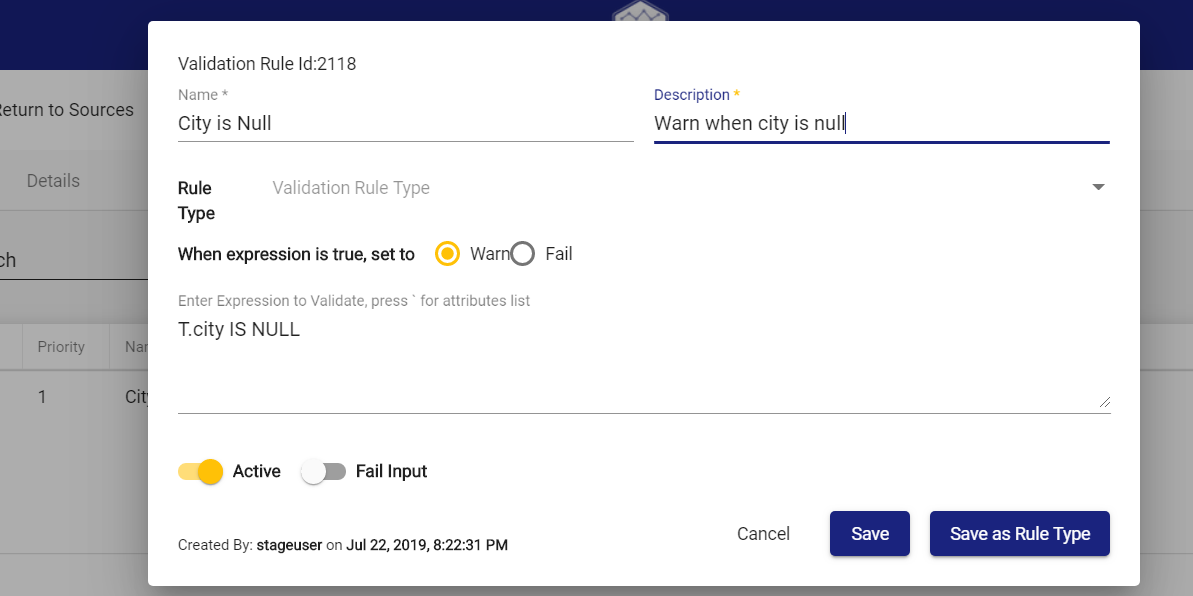 Validation Rule Id:2118
Name *
Description *
City is Null
Warn when city is null
Return to Sources
Details
Rule Type
Validation Rule Type
When expression is true, set to
Warn
Fail
Enter Expression to Validate, press ` for attributes list
T.city IS NULL
Priority
1
Active
Fail Input
Created By: stageuser on Jul 22, 2019, 8:22:31 PM
Cancel
Save
Save as Rule Type